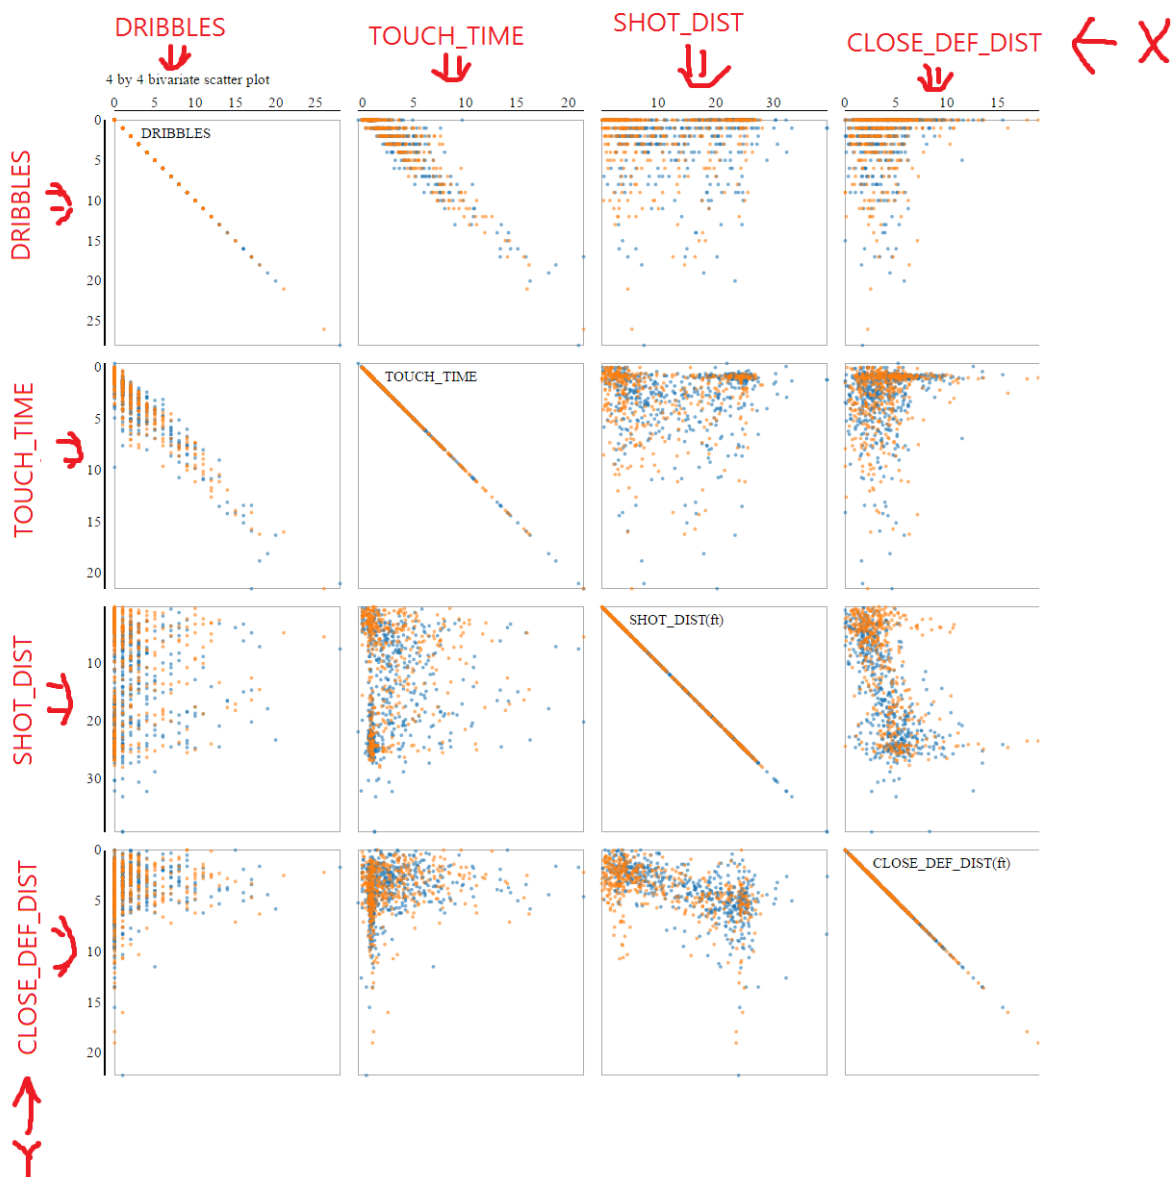 DRIBBLES
TOUCH_TIME
SHOT_DIST
CLOSE_DEF_DIST
X
4 by 4 bivariate scatter plot
0 5 10 15 20 25
0 10 20
10 20 30
0 5 10 15
DRIBBLES
0
5
10
15
20
25
DRIBBLES
TOUCH_TIME
0
5
10
15
20
TOUCH_TIME
SHOT_DIST
10
20
30
SHOT_DIST(ft)
CLOSE_DEF_DIST
0
5
10
15
20
CLOSE_DEF_DIST(ft)
Y